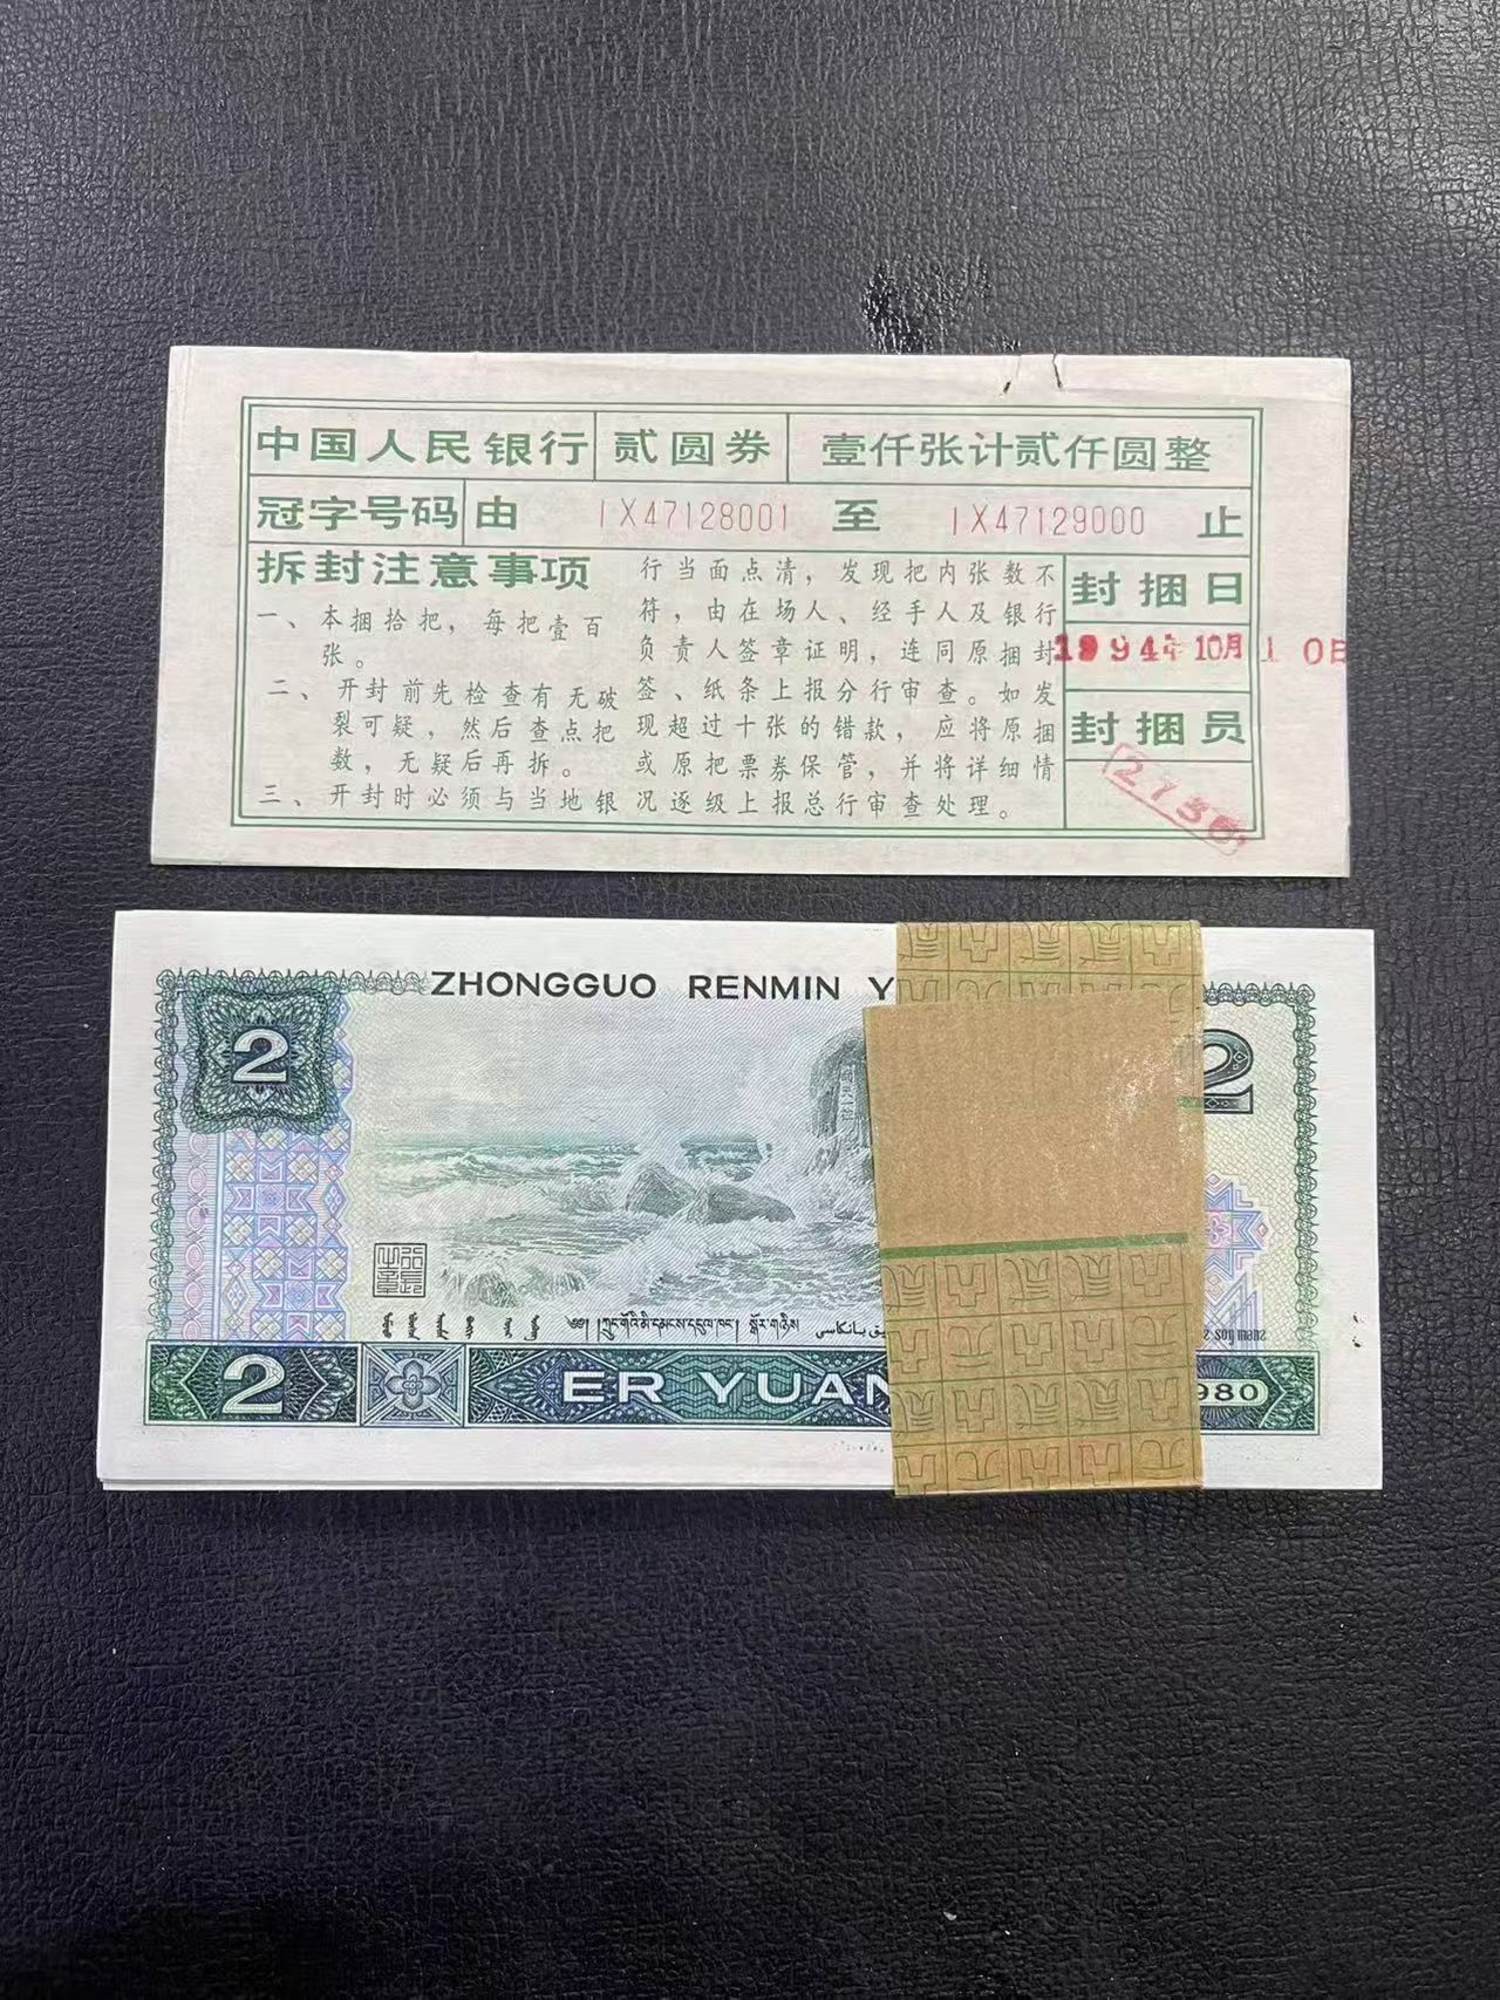 中国人民银行 贰圆券 壹仟张计贰仟圆整
冠字号码 由 IX47128001 至 IX47129000 止
拆封注意事项
一、本捆拾把，每把壹百
张。
二、开封前先检查有无破
裂可疑，然后查点把
数，无疑后再拆。
三、开封时必须与当地银
行当面点清，发现把内张数不
符，由在场人、经手人及银行
负责人签章证明，连同原捆封
签、纸条上报分行审查。如发
现超过十张的错款，应将原捆
或原把票券保管，并将详细情
况逐级上报总行审查处理。
封捆日
1994年10月10日
封捆员
2736
ZHONGGUO RENMIN Y
2
2
行长之章
2
ER YUAN
980